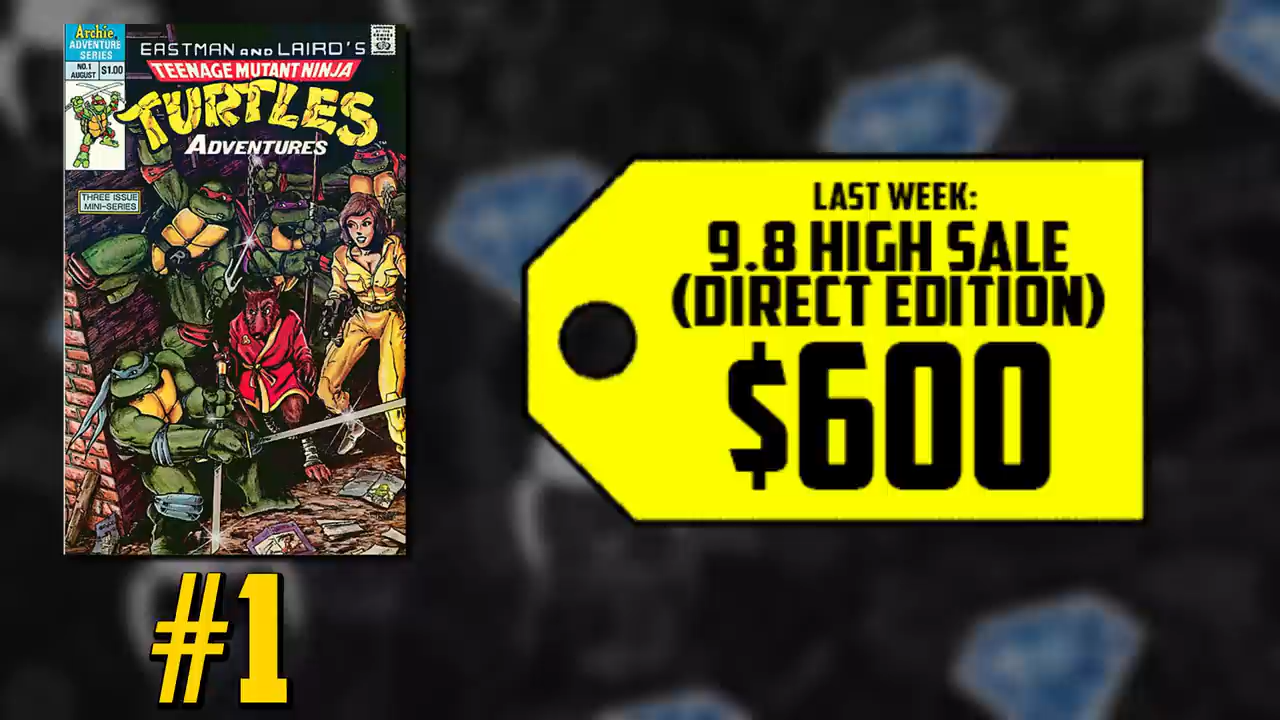 Archie
ADVENTURE
SERIES
NO.1
AUGUST
$1.00
EASTMAN AND LAIRD'S
TEENAGE MUTANT NINJA
TURTLES
ADVENTURES
THREE ISSUE
MINI-SERIES
LAST WEEK:
9.8 HIGH SALE
(DIRECT EDITION)
$600
#1